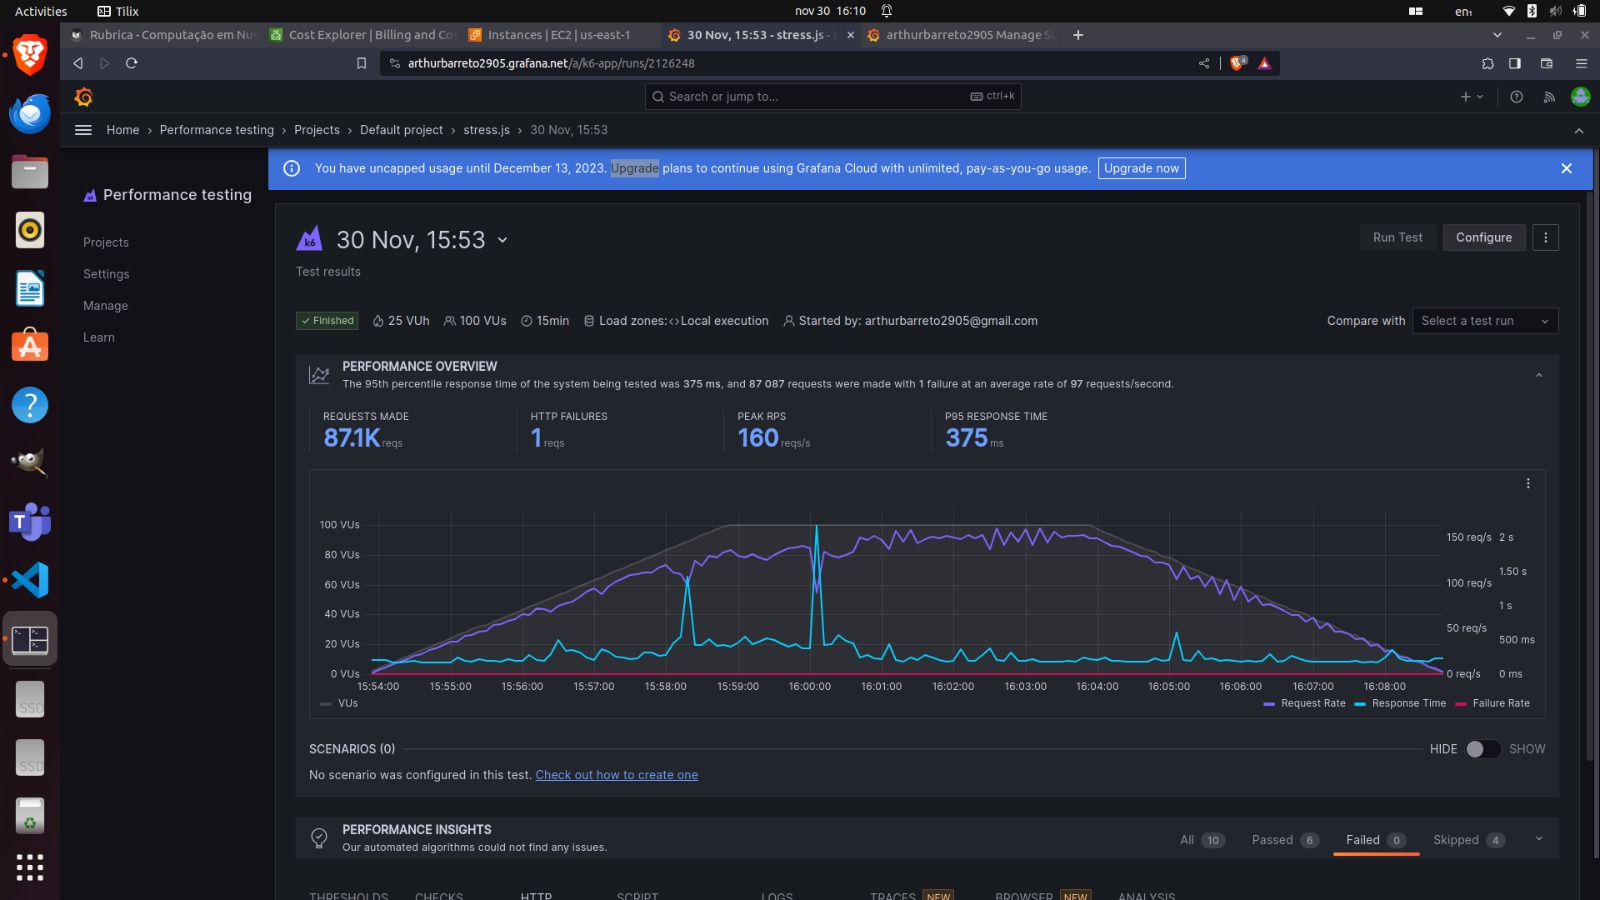 Activities Tilix nov 30 16:10 en₁
Rubrica - Computação em Nuv Cost Explorer | Billing and Cos Instances | EC2 | us-east-1 30 Nov, 15:53 - stress.js - arthurbarreto2905 Manage S
arthurbarreto2905.grafana.net/a/k6-app/runs/2126248 4
Search or jump to... ctrl+k
Home › Performance testing › Projects › Default project › stress.js › 30 Nov, 15:53
You have uncapped usage until December 13, 2023. Upgrade plans to continue using Grafana Cloud with unlimited, pay-as-you-go usage. Upgrade now
Performance testing
Projects
Settings
Manage
Learn
k6 30 Nov, 15:53
Run Test Configure
Test results
Finished 25 VUh 100 VUs 15min Load zones:<>Local execution Started by: arthurbarreto2905@gmail.com Compare with Select a test run
PERFORMANCE OVERVIEW
The 95th percentile response time of the system being tested was 375 ms, and 87 087 requests were made with 1 failure at an average rate of 97 requests/second.
REQUESTS MADE HTTP FAILURES PEAK RPS P95 RESPONSE TIME
87.1K reqs 1 reqs 160 reqs/s 375 ms
100 VUs
150 req/s 2 s
80 VUs
1.50 s
60 VUs 100 req/s
1 s
40 VUs
50 req/s
20 VUs 500 ms
0 VUs 0 req/s 0 ms
15:54:00 15:55:00 15:56:00 15:57:00 15:58:00 15:59:00 16:00:00 16:01:00 16:02:00 16:03:00 16:04:00 16:05:00 16:06:00 16:07:00 16:08:00
VUs Request Rate Response Time Failure Rate
SCENARIOS (0) HIDE SHOW
No scenario was configured in this test. Check out how to create one
PERFORMANCE INSIGHTS
Our automated algorithms could not find any issues.
All 10 Passed 6 Failed 0 Skipped 4
THRESHOLDS CHECKS HTTP SCRIPT LOGS TRACES NEW BROWSER NEW ANALYSIS
SSD
SSD